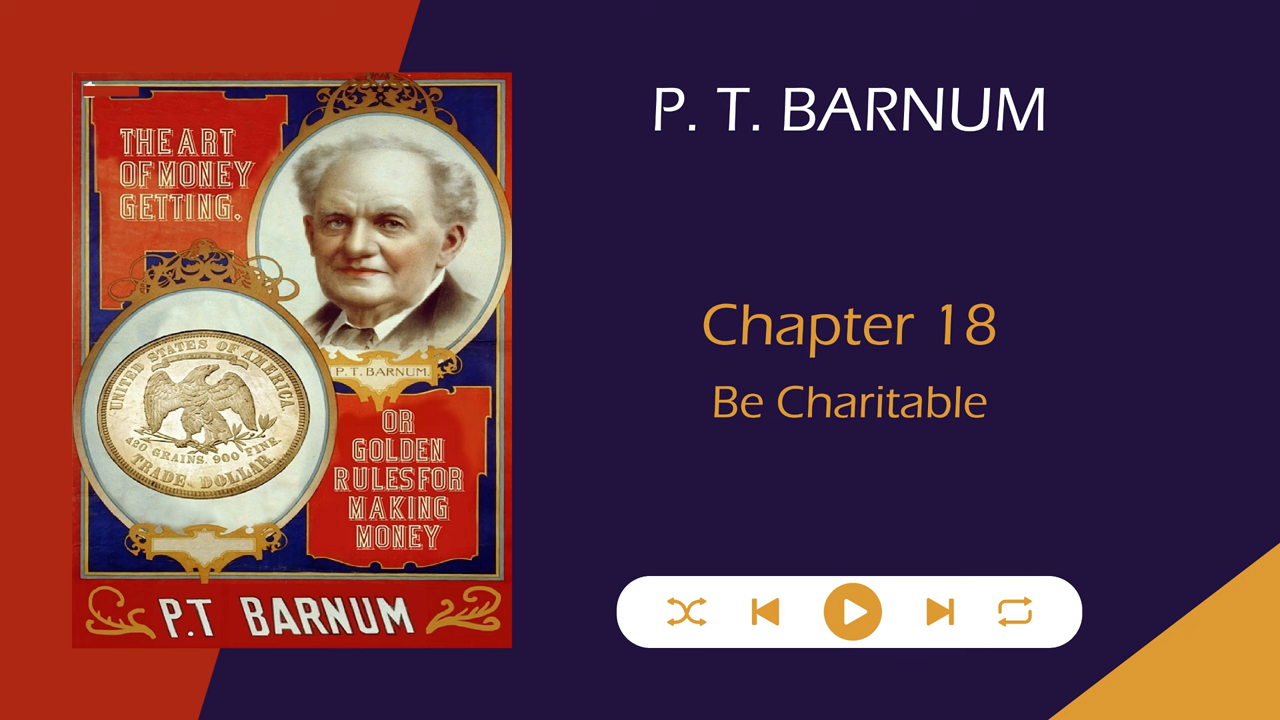 THE ART
OF MONEY
GETTING.
P. T. BARNUM.
UNITED STATES OF AMERICA.
420 GRAINS. 900 FINE.
TRADE DOLLAR.
OR
GOLDEN
RULES FOR
MAKING
MONEY
P.T BARNUM
P. T. BARNUM
Chapter 18
Be Charitable